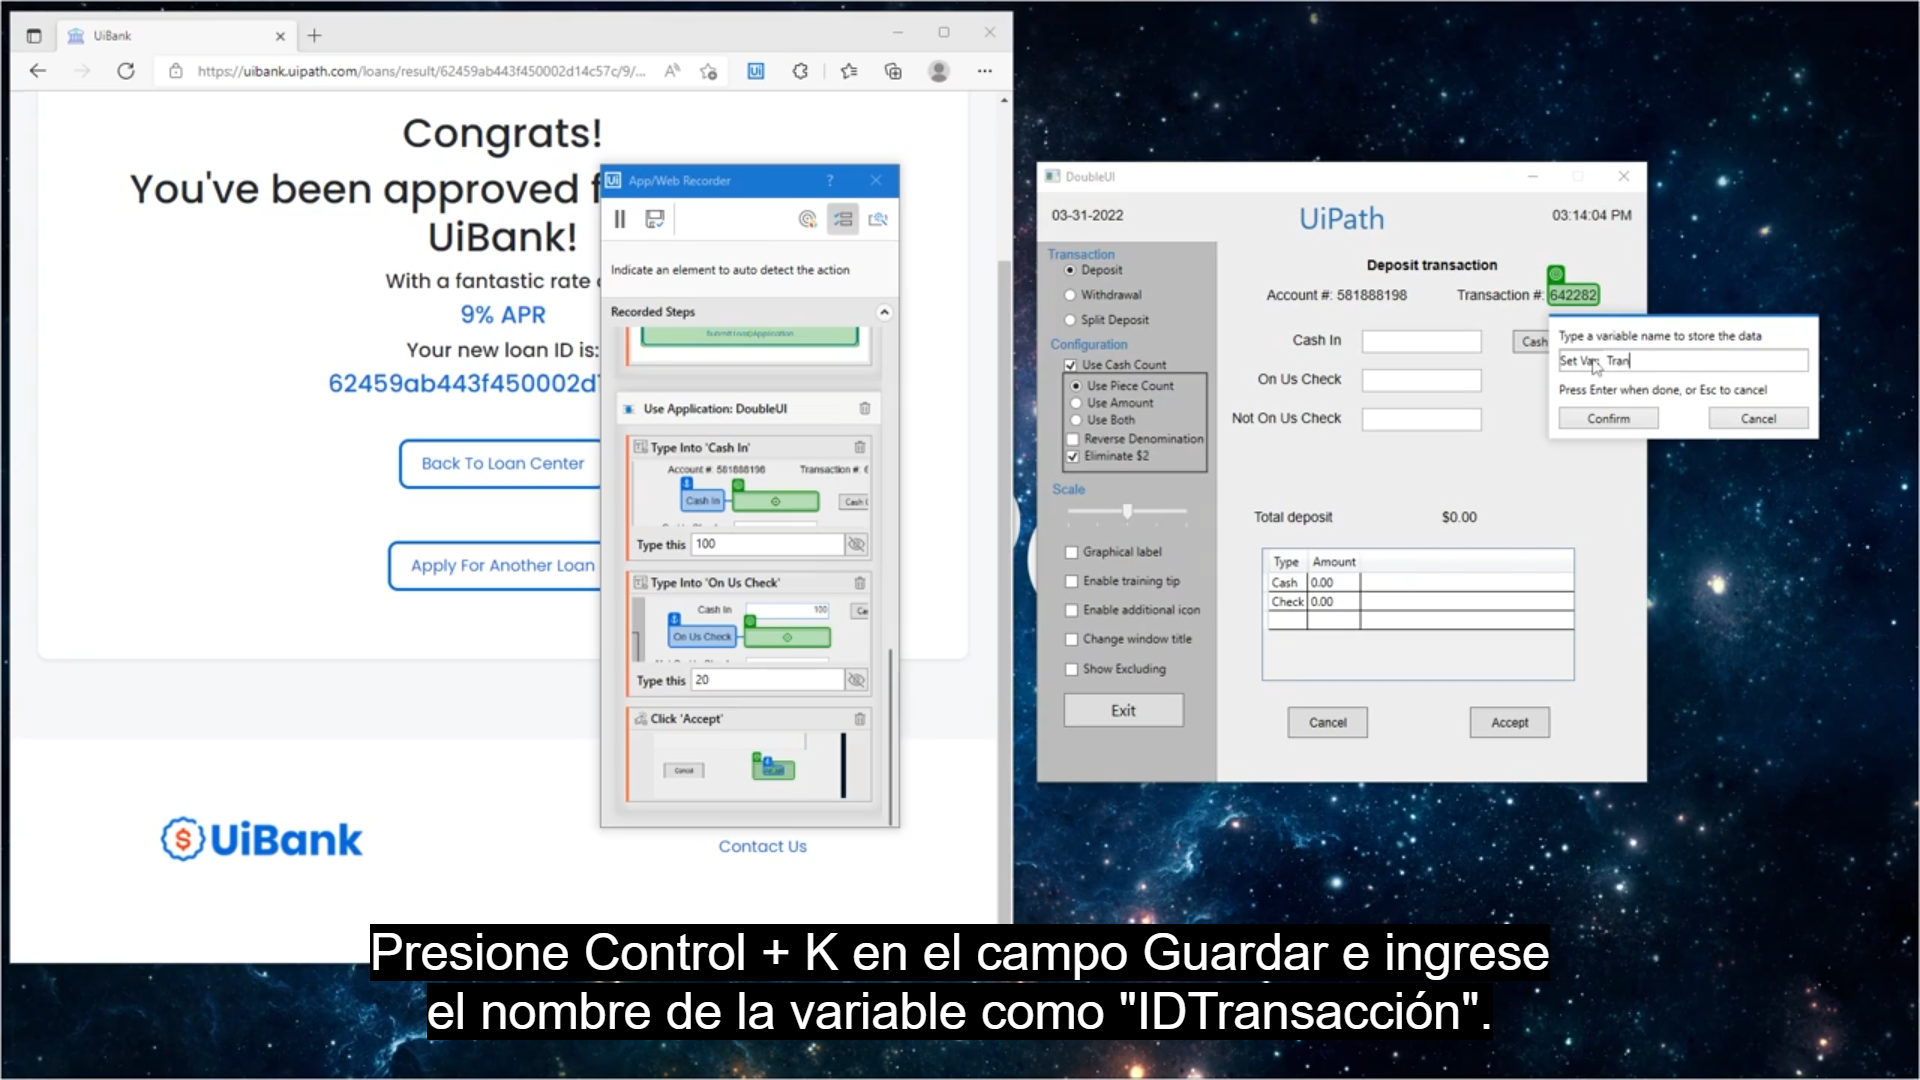 UiBank
https://uibank.uipath.com/loans/result/62459ab443f450002d14c57c/9/...
Congrats!
You've been approved f
UiBank!
With a fantastic rate
9% APR
Your new loan ID is:
62459ab443f450002d
Back To Loan Center
Apply For Another Loan
UiBank
Contact Us
Ui App/Web Recorder
?
Indicate an element to auto detect the action
Recorded Steps
Submit Loan Application
Use Application: DoubleUI
Type Into 'Cash In'
Account #: 581888198 Transaction #: 6
Cash In
Type this 100
Type Into 'On Us Check'
Cash In 100
On Us Check
Type this 20
Click 'Accept'
Cancel
DoubleUI
03-31-2022
UiPath
03:14:04 PM
Transaction
Deposit
Withdrawal
Split Deposit
Configuration
Use Cash Count
Use Piece Count
Use Amount
Use Both
Reverse Denomination
Eliminate $2
Scale
Graphical label
Enable training tip
Enable additional icon
Change window title
Show Excluding
Exit
Deposit transaction
Account #: 581888198 Transaction #: 642282
Cash In
Cash
On Us Check
Not On Us Check
Total deposit $0.00
Type Amount
Cash 0.00
Check 0.00
Cancel
Accept
Type a variable name to store the data
Set Var: Tran
Press Enter when done, or Esc to cancel
Confirm
Cancel
Presione Control + K en el campo Guardar e ingrese
el nombre de la variable como "IDTransacción".